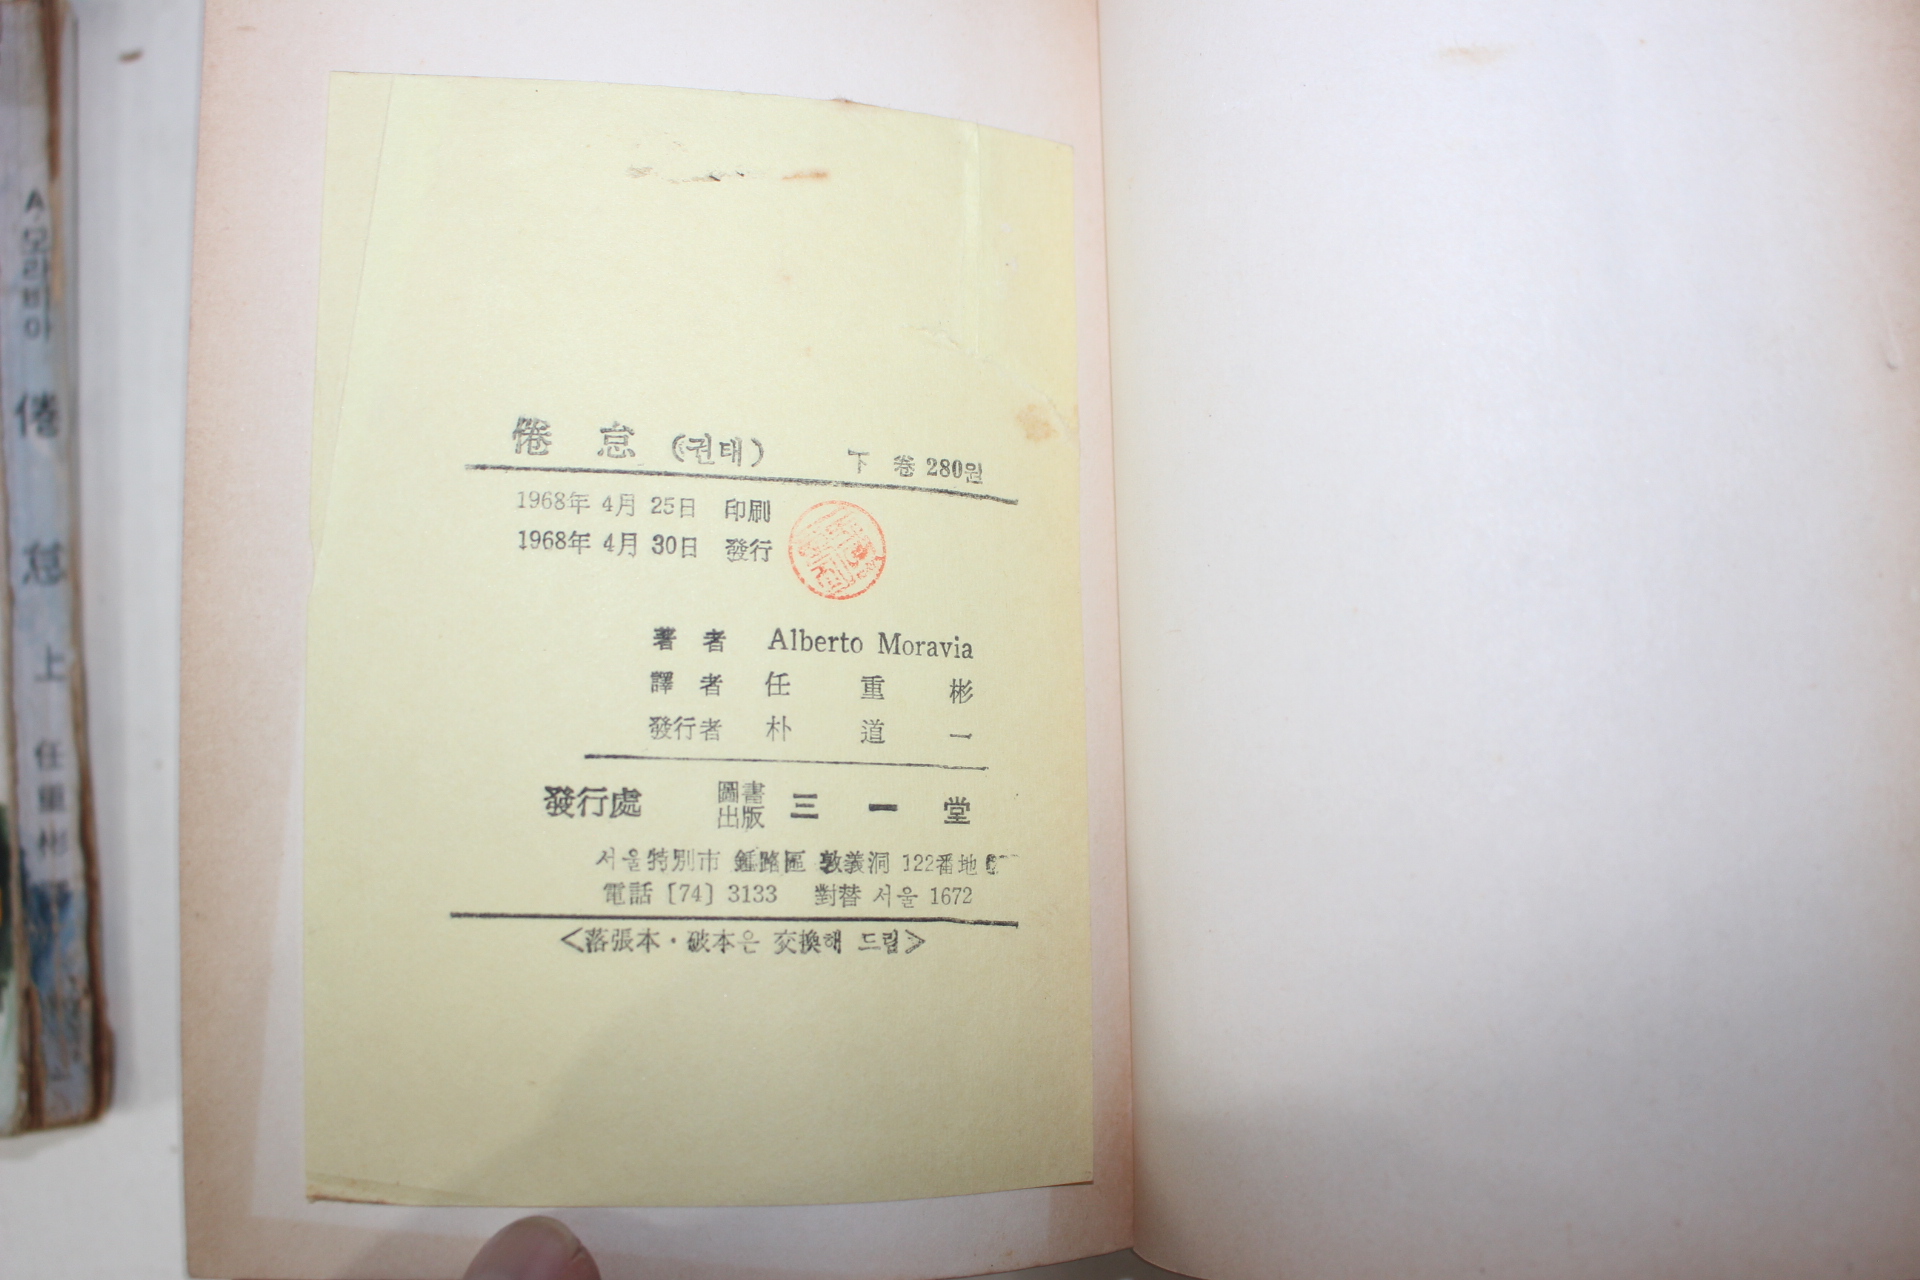 A 모라비아 倦 怠 上 任重彬
倦 怠 (권태) 下 卷 280원
1968年 4月 25日 印刷
1968年 4月 30日 發行
著 者 Alberto Moravia
譯 者 任 重 彬
發行者 朴 道 一
發行處 圖書出版 三 一 堂
서울特別市 鍾路區 敦義洞 122番地
電話 [74] 3133 對替 서울 1672
<落張本·破本은 交換해 드림>